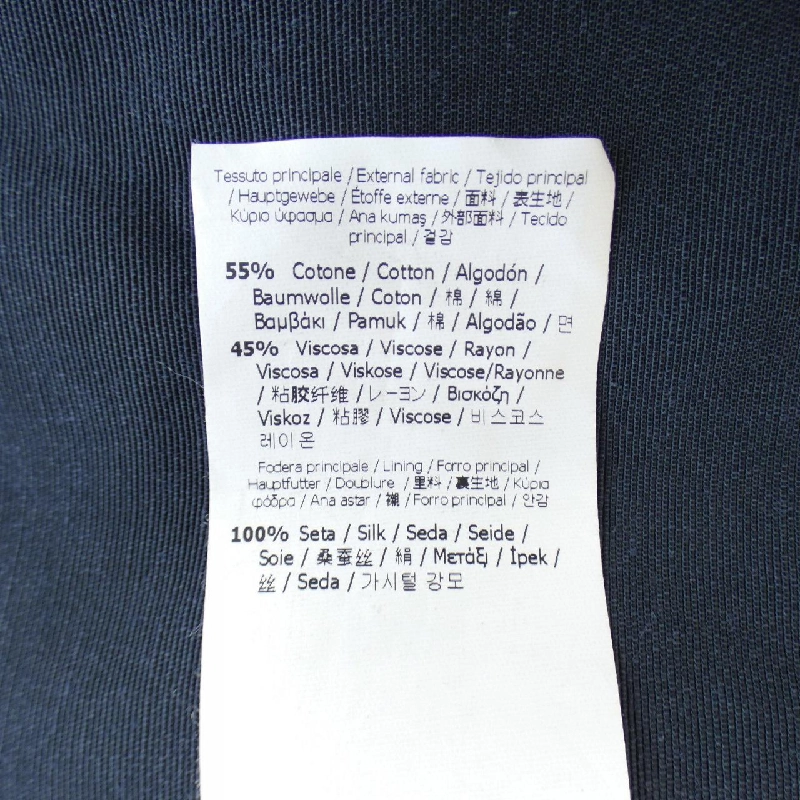 Tessuto principale / External fabric / Tejido principal
/ Hauptgewebe / Étoffe externe / 面料 / 表生地 /
Κύριο ύφασμα / Ana kumaş / 外部面料 / Tecido
principal / 겉감
55% Cotone / Cotton / Algodón /
Baumwolle / Coton / 棉 / 綿 /
Βαμβάκι / Pamuk / 棉 / Algodão / 면
45% Viscosa / Viscose / Rayon /
Viscosa / Viskose / Viscose/Rayonne
/ 粘胶纤维 / レーヨン / Βισκόζη /
Viskoz / 粘膠 / Viscose / 비스코스
레이온
Fodera principale / Lining / Forro principal /
Hauptfutter / Doublure / 里料 / 裏生地 / Κύρια
φόδρα / Ana astar / 襯 / Forro principal / 안감
100% Seta / Silk / Seda / Seide /
Soie / 桑蚕丝 / 絹 / Μετάξι / İpek /
丝 / Seda / 가시털 강모